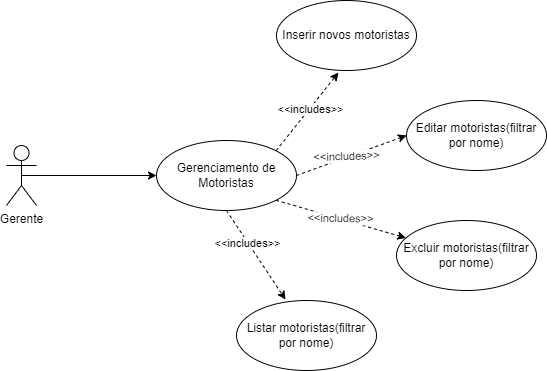 Inserir novos motoristas
<<includes>>
Editar motoristas(filtrar
por nome)
<<includes>>
Gerenciamento de
Motoristas
Gerente
<<includes>>
Excluir motoristas(filtrar
por nome)
<<includes>>
Listar motoristas(filtrar
por nome)